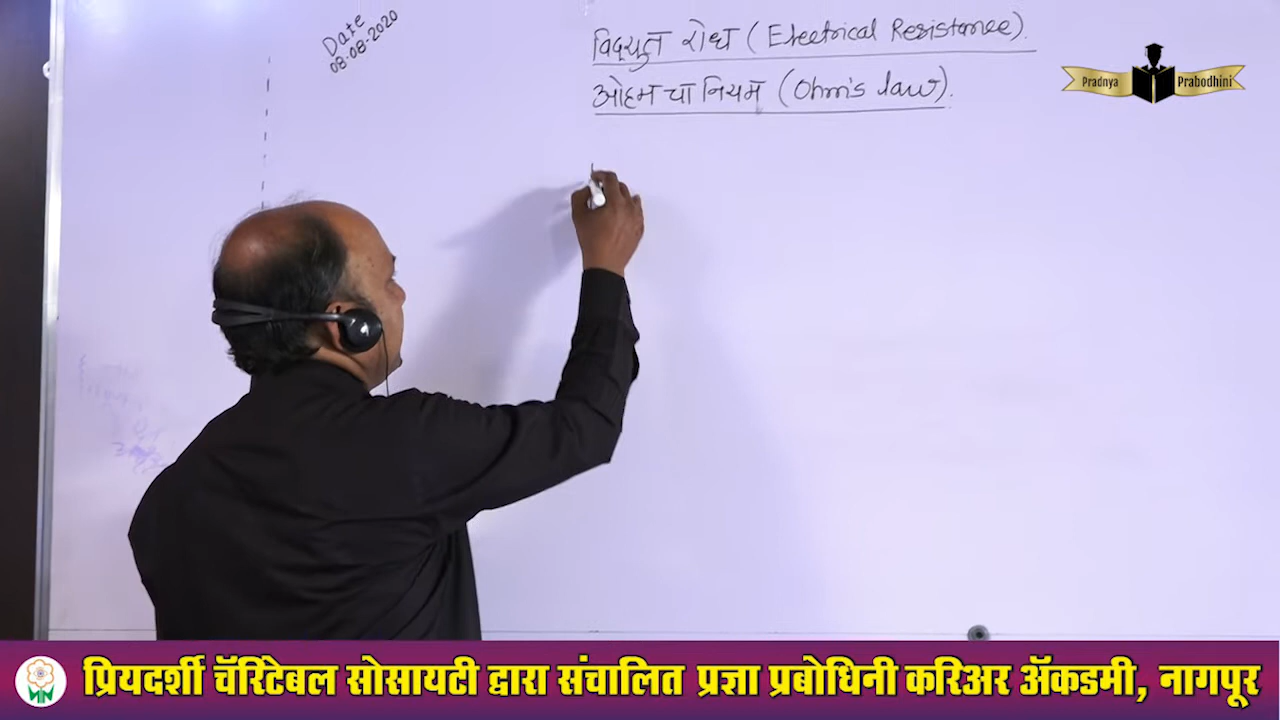 Date
08-08-2020
विद्युत रोध (Electrical Resistance).
ओहम चा नियम (Ohm's law).
Pradnya Prabodhini
प्रियदर्शी चॅरिटेबल सोसायटी द्वारा संचालित प्रज्ञा प्रबोधिनी करिअर ॲकडमी, नागपूर